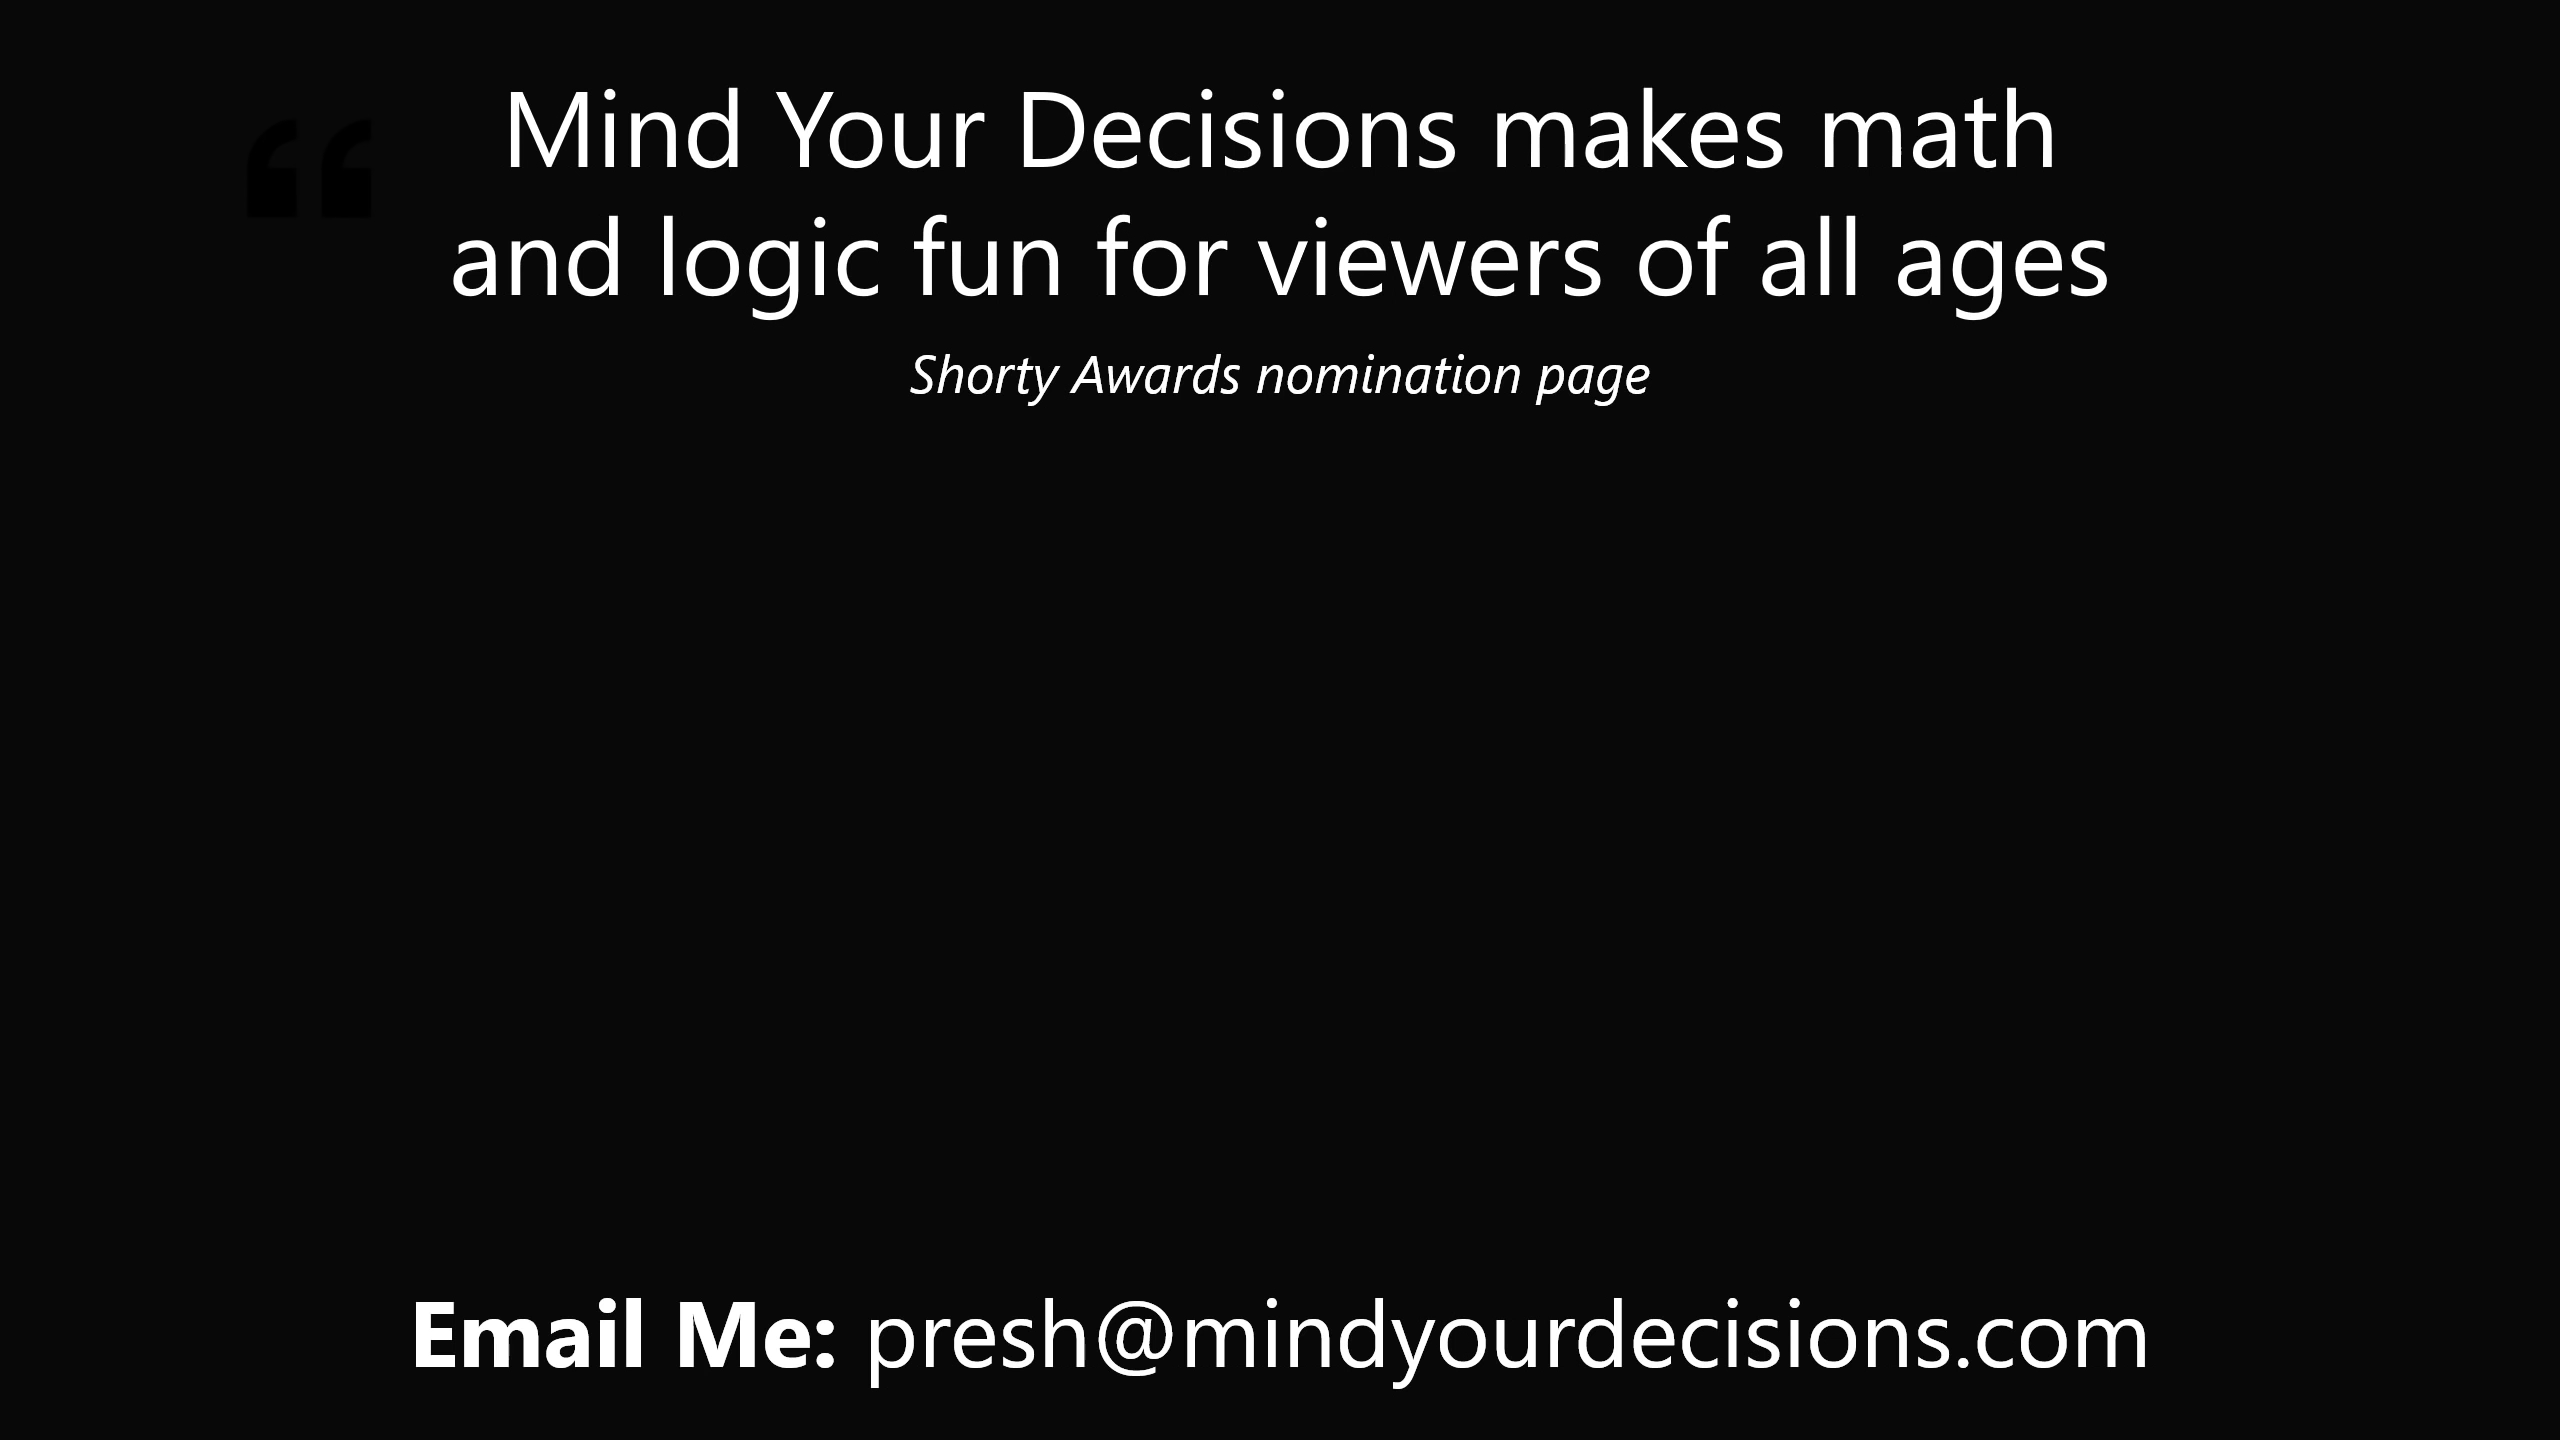 “
Mind Your Decisions makes math
and logic fun for viewers of all ages
Shorty Awards nomination page
Email Me: presh@mindyourdecisions.com